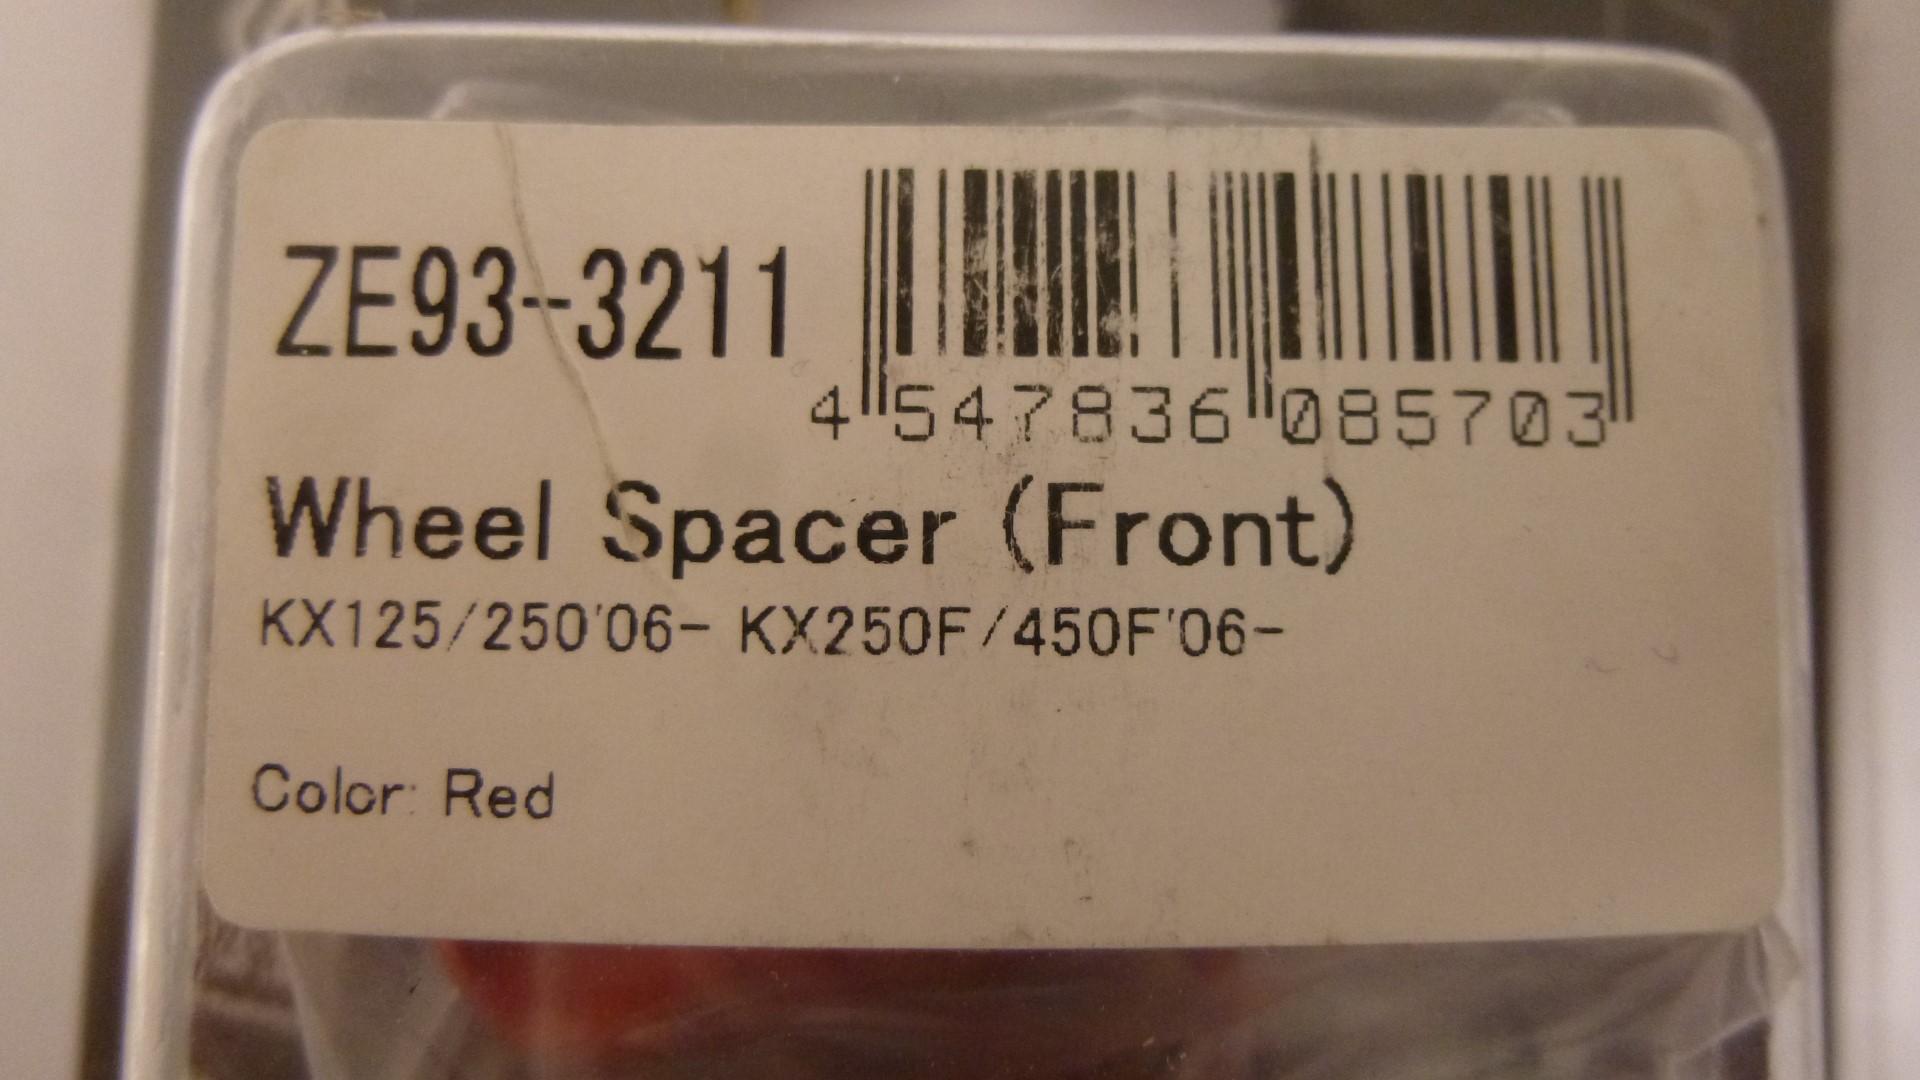 ZE93-3211
4 547836 085703
Wheel Spacer (Front)
KX125/250'06- KX250F/450F'06-
Color: Red